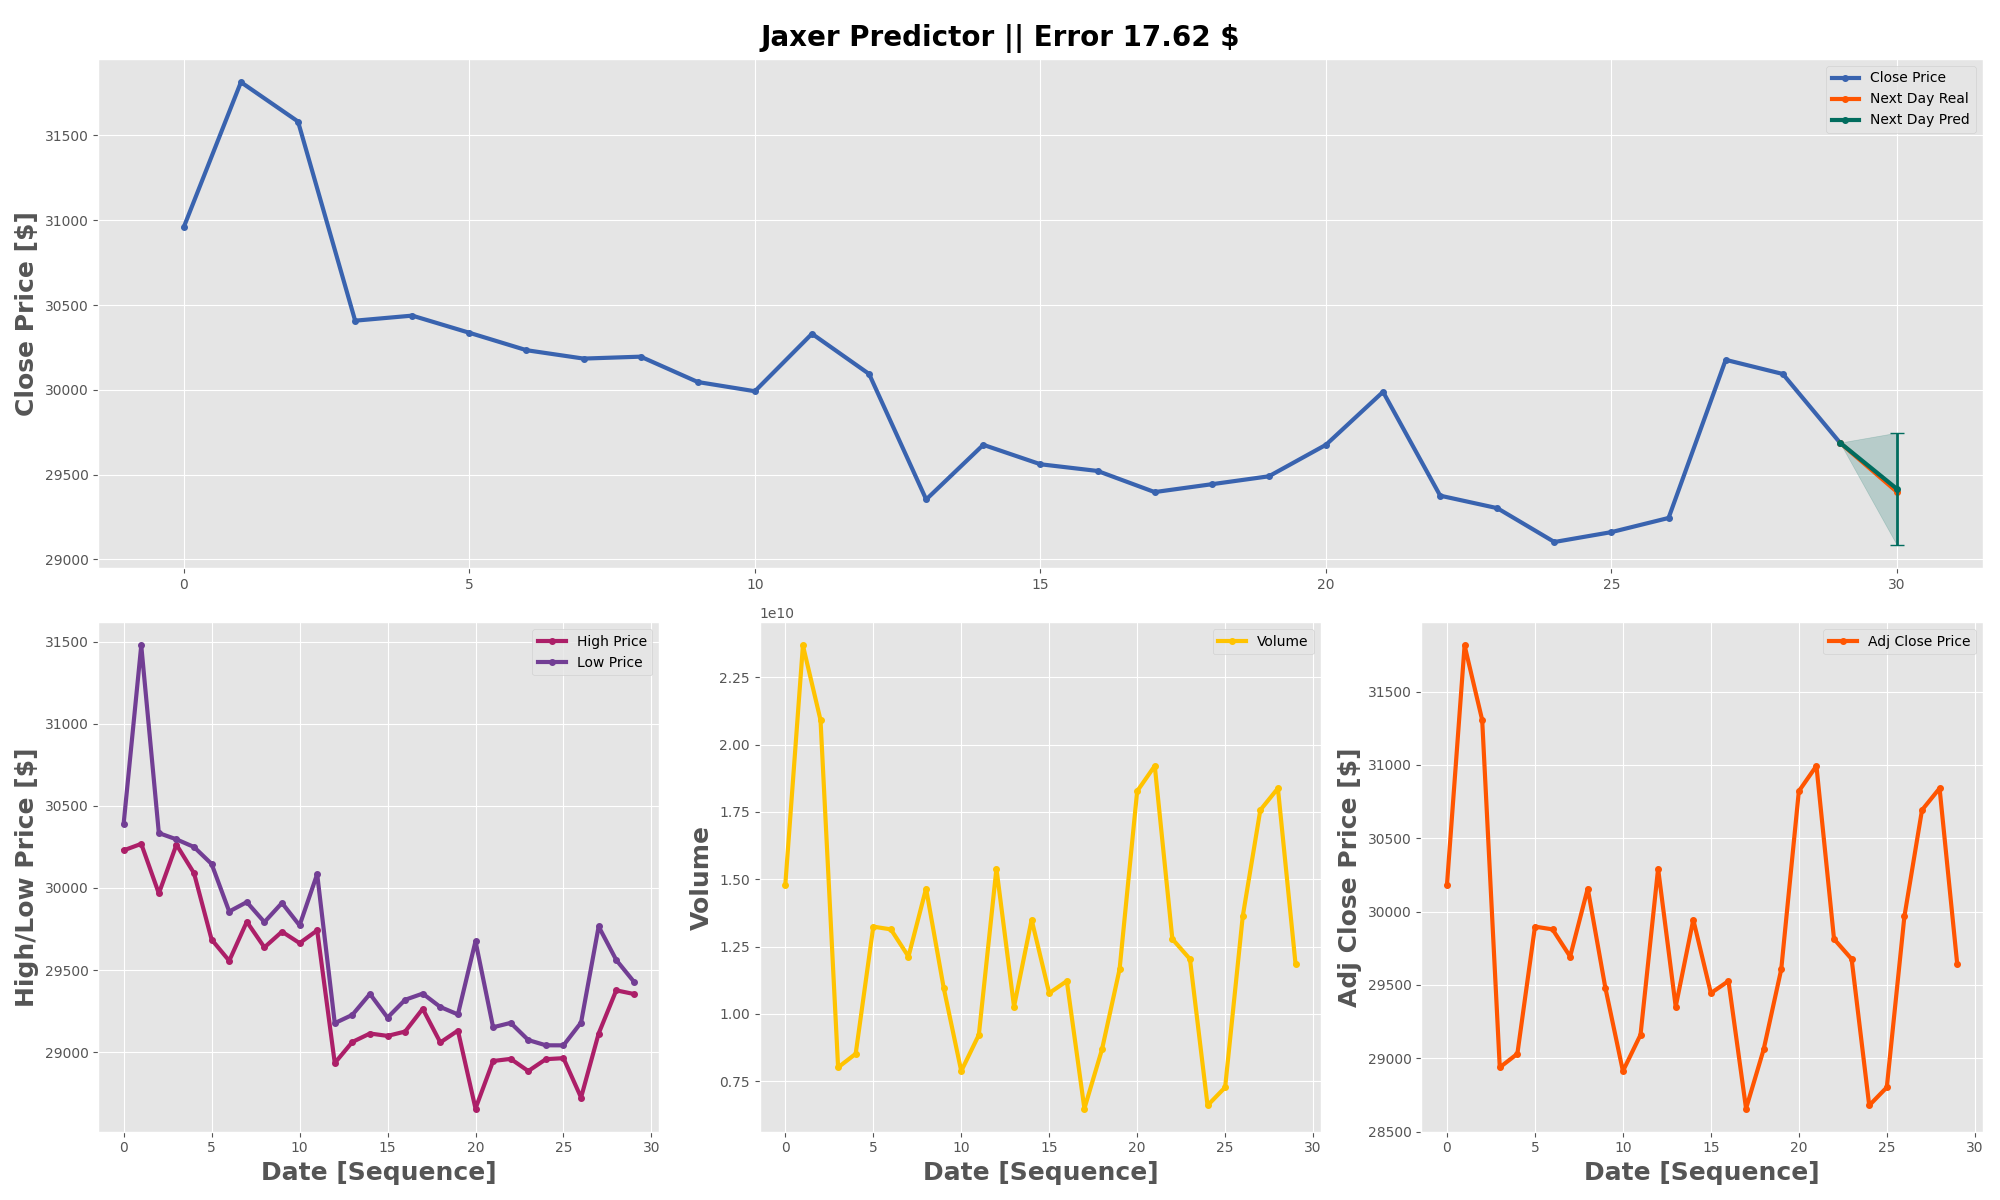 Jaxer Predictor || Error 17.62 $
Close Price [$]
31500
31000
30500
30000
29500
29000
0 5 10 15 20 25 30
Close Price
Next Day Real
Next Day Pred
High/Low Price [$]
31500
31000
30500
30000
29500
29000
0 5 10 15 20 25 30
Date [Sequence]
High Price
Low Price
1e10
Volume
2.25
2.00
1.75
1.50
1.25
1.00
0.75
0 5 10 15 20 25 30
Date [Sequence]
Volume
Adj Close Price [$]
31500
31000
30500
30000
29500
29000
28500
0 5 10 15 20 25 30
Date [Sequence]
Adj Close Price